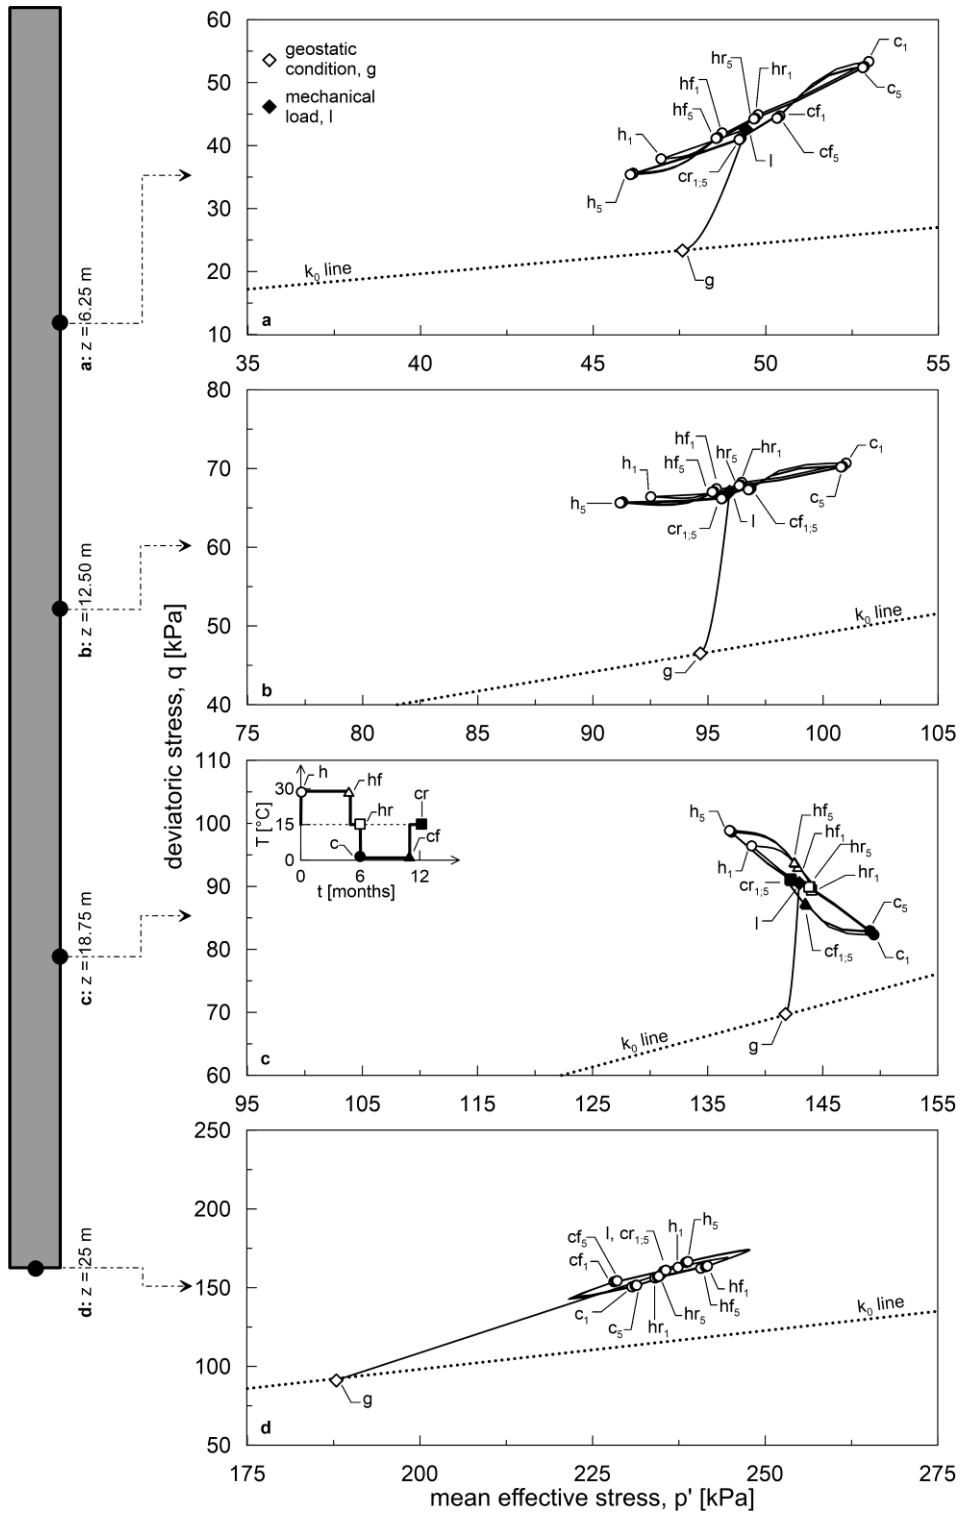 a: z = 6.25 m
b: z = 12.50 m
c: z = 18.75 m
d: z = 25 m
deviatoric stress, q [kPa]
60
50
40
30
20
10
geostatic
condition, g
mechanical
load, l
h₅
h₁
hf₅
hf₁
hr₅
hr₁
c₁
c₅
cf₁
cf₅
l
cr₁;₅
g
k₀ line
a
35
40
45
50
55
80
70
60
50
40
h₅
h₁
hf₅
hf₁
hr₅
hr₁
c₁
c₅
cf₁;₅
l
cr₁;₅
k₀ line
g
b
75
80
85
90
95
100
105
110
100
90
80
70
60
T [°C]
30
15
0
h
hf
hr
cr
c
cf
0
6
12
t [months]
h₅
h₁
hf₅
hf₁
hr₅
hr₁
cr₁;₅
l
c₅
cf₁;₅
c₁
k₀ line
g
c
95
105
115
125
135
145
155
250
200
150
100
50
cf₅
cf₁
l, cr₁;₅
h₁
h₅
c₁
c₅
hr₁
hr₅
hf₅
hf₁
k₀ line
g
d
175
200
225
250
275
mean effective stress, p' [kPa]